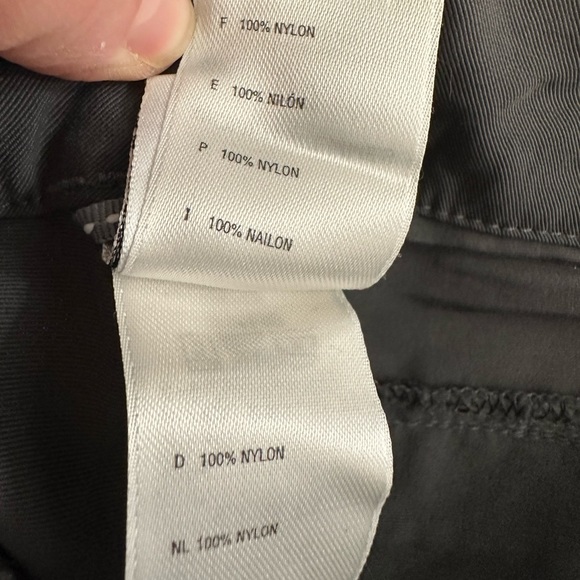 F 100% NYLON
E 100% NILÓN
P 100% NYLON
I 100% NAILON
D 100% NYLON
NL 100% NYLON